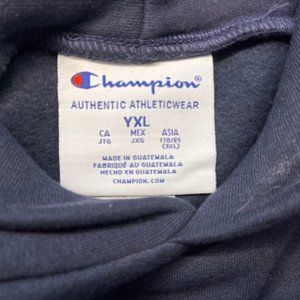 Champion®
AUTHENTIC ATHLETICWEAR
YXL
CA MEX ASIA
JTG JXG 170/85
(3XL)
MADE IN GUATEMALA
FABRIQUÉ AU GUATEMALA
HECHO EN GUATEMALA
CHAMPION.COM